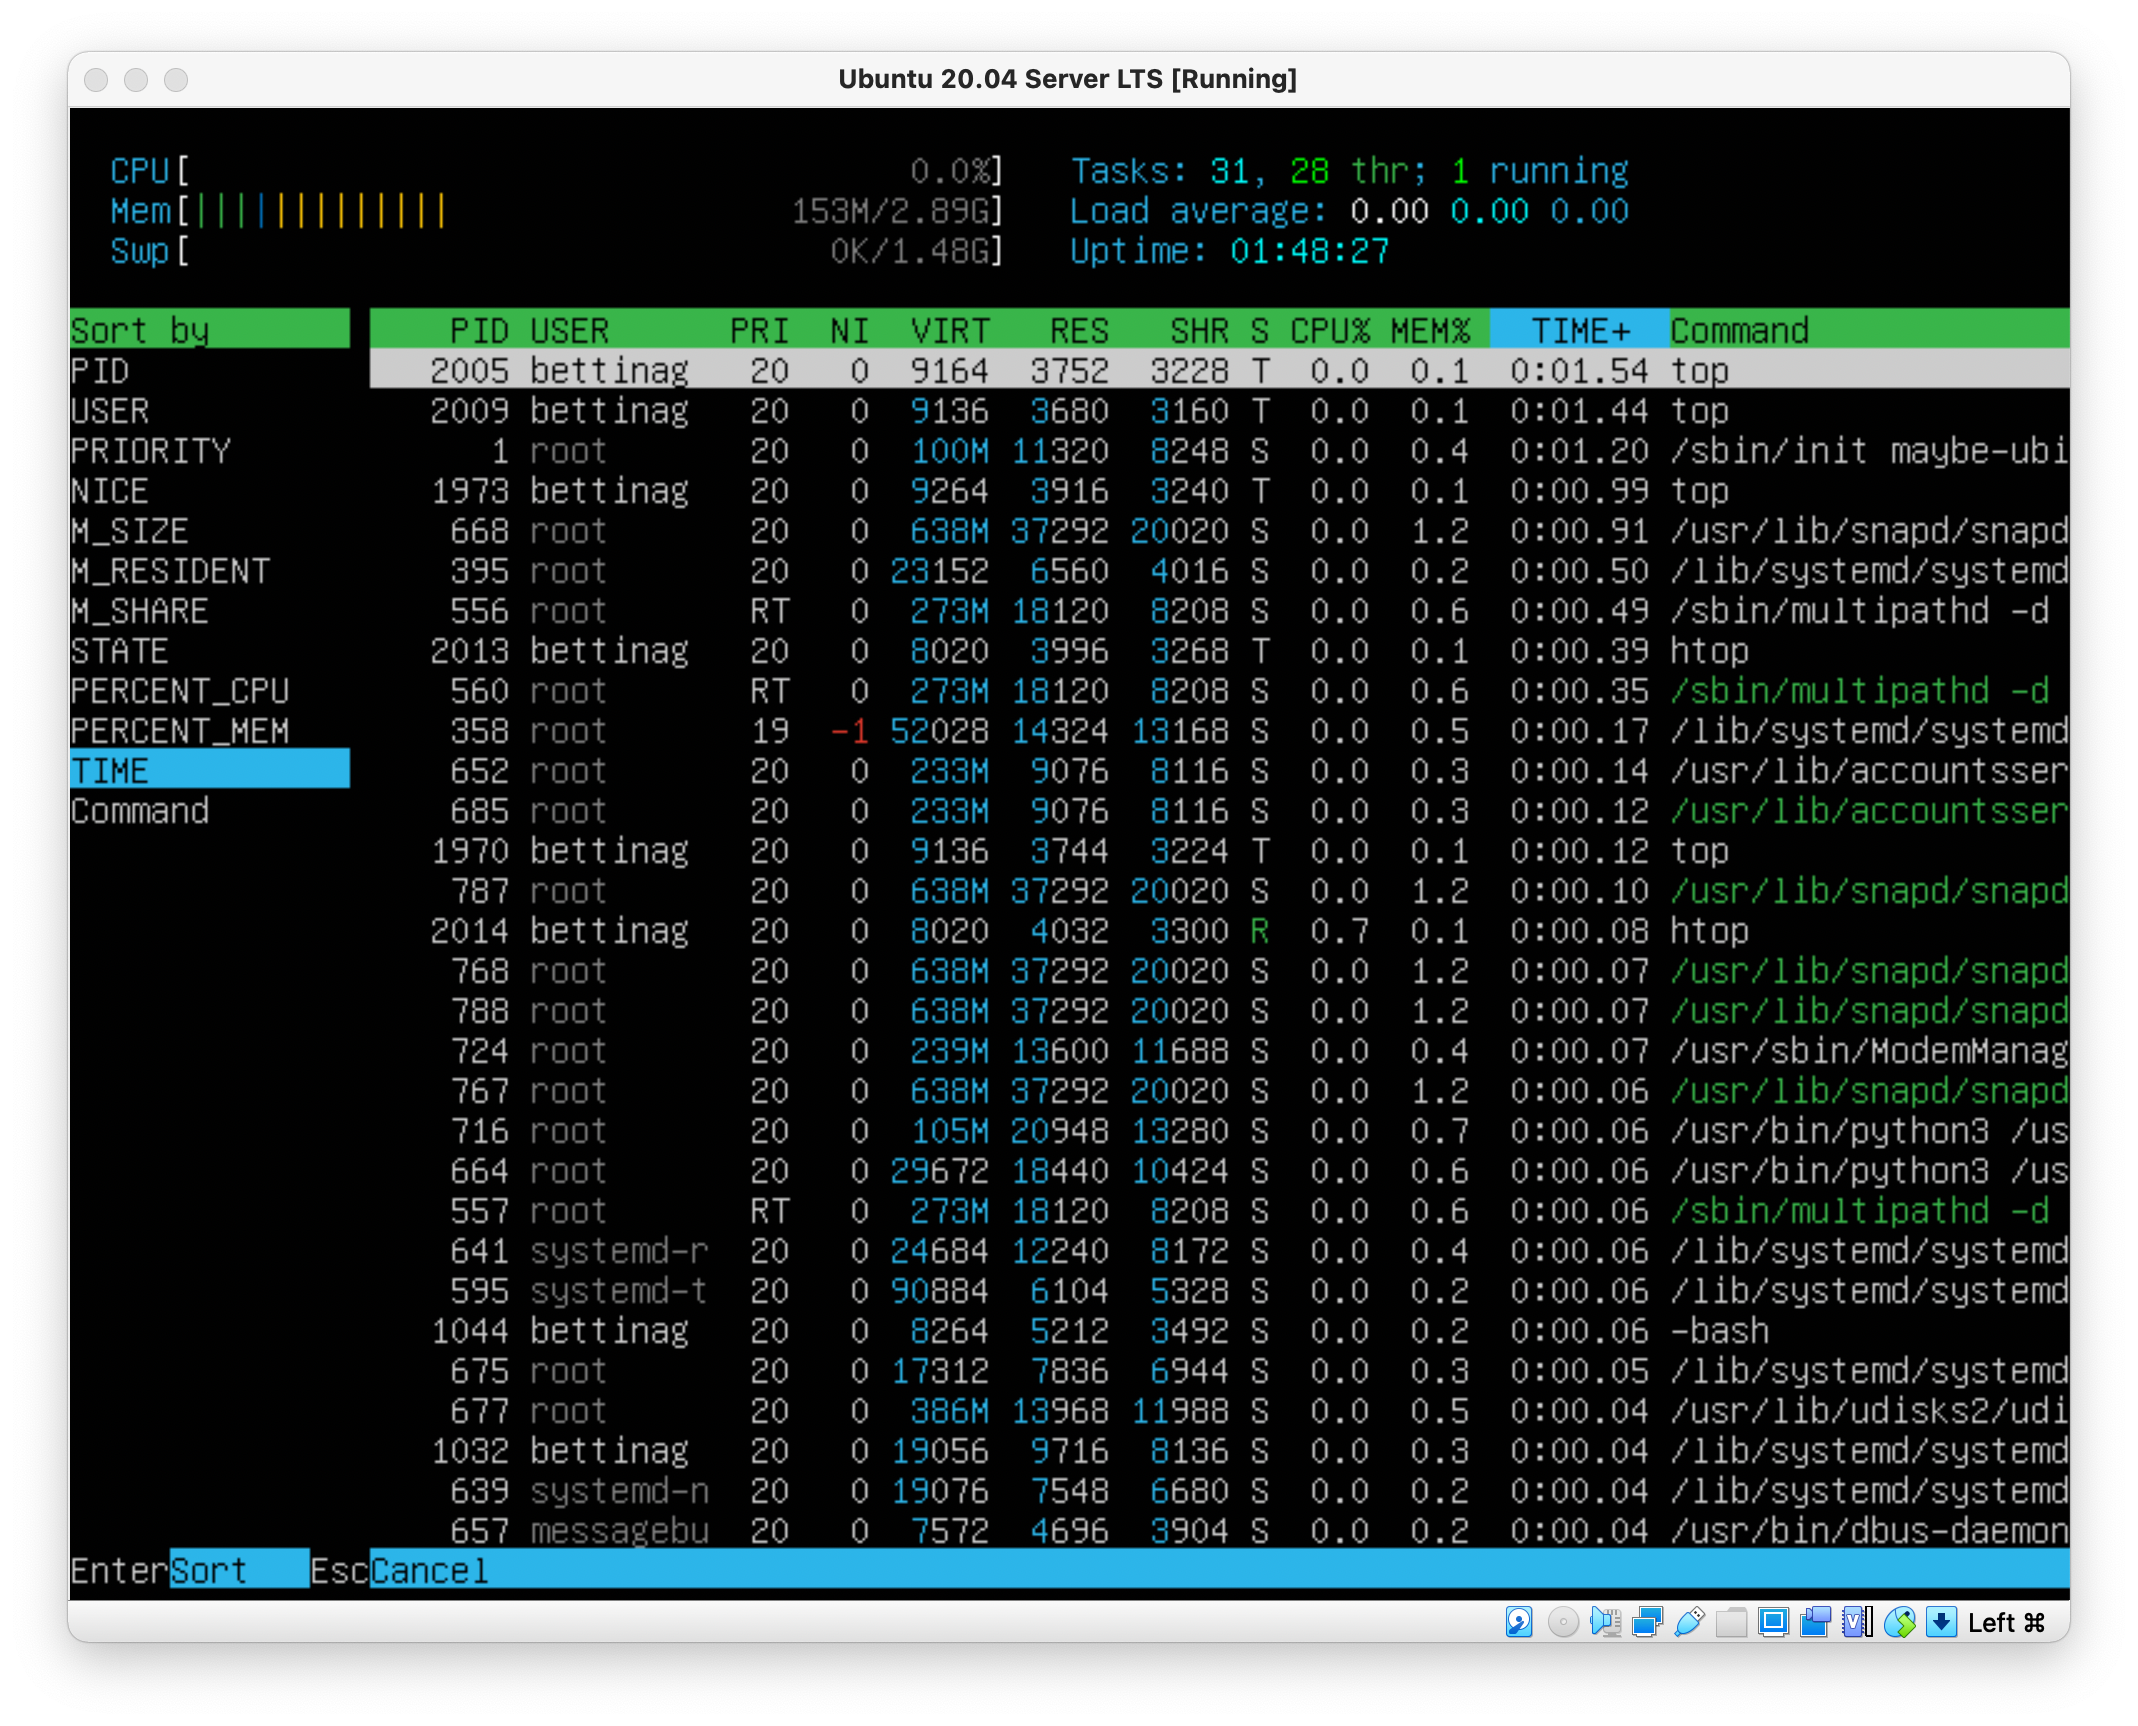 Ubuntu 20.04 Server LTS [Running]
CPU[ 0.0%] Tasks: 31, 28 thr; 1 running
Mem[||||||||||||| 153M/2.89G] Load average: 0.00 0.00 0.00
Swp[ 0K/1.48G] Uptime: 01:48:27
Sort by PID USER PRI NI VIRT RES SHR S CPU% MEM% TIME+ Command
PID 2005 bettinag 20 0 9164 3752 3228 T 0.0 0.1 0:01.54 top
USER 2009 bettinag 20 0 9136 3680 3160 T 0.0 0.1 0:01.44 top
PRIORITY 1 root 20 0 100M 11320 8248 S 0.0 0.4 0:01.20 /sbin/init maybe-ubi
NICE 1973 bettinag 20 0 9264 3916 3240 T 0.0 0.1 0:00.99 top
M_SIZE 668 root 20 0 638M 37292 20020 S 0.0 1.2 0:00.91 /usr/lib/snapd/snapd
M_RESIDENT 395 root 20 0 23152 6560 4016 S 0.0 0.2 0:00.50 /lib/systemd/systemd
M_SHARE 556 root RT 0 273M 18120 8208 S 0.0 0.6 0:00.49 /sbin/multipathd -d
STATE 2013 bettinag 20 0 8020 3996 3268 T 0.0 0.1 0:00.39 htop
PERCENT_CPU 560 root RT 0 273M 18120 8208 S 0.0 0.6 0:00.35 /sbin/multipathd -d
PERCENT_MEM 358 root 19 -1 52028 14324 13168 S 0.0 0.5 0:00.17 /lib/systemd/systemd
TIME 652 root 20 0 233M 9076 8116 S 0.0 0.3 0:00.14 /usr/lib/accountsser
Command 685 root 20 0 233M 9076 8116 S 0.0 0.3 0:00.12 /usr/lib/accountsser
1970 bettinag 20 0 9136 3744 3224 T 0.0 0.1 0:00.12 top
787 root 20 0 638M 37292 20020 S 0.0 1.2 0:00.10 /usr/lib/snapd/snapd
2014 bettinag 20 0 8020 4032 3300 R 0.7 0.1 0:00.08 htop
768 root 20 0 638M 37292 20020 S 0.0 1.2 0:00.07 /usr/lib/snapd/snapd
788 root 20 0 638M 37292 20020 S 0.0 1.2 0:00.07 /usr/lib/snapd/snapd
724 root 20 0 239M 13600 11688 S 0.0 0.4 0:00.07 /usr/sbin/ModemManag
767 root 20 0 638M 37292 20020 S 0.0 1.2 0:00.06 /usr/lib/snapd/snapd
716 root 20 0 105M 20948 13280 S 0.0 0.7 0:00.06 /usr/bin/python3 /us
664 root 20 0 29672 18440 10424 S 0.0 0.6 0:00.06 /usr/bin/python3 /us
557 root RT 0 273M 18120 8208 S 0.0 0.6 0:00.06 /sbin/multipathd -d
641 systemd-r 20 0 24684 12240 8172 S 0.0 0.4 0:00.06 /lib/systemd/systemd
595 systemd-t 20 0 90884 6104 5328 S 0.0 0.2 0:00.06 /lib/systemd/systemd
1044 bettinag 20 0 8264 5212 3492 S 0.0 0.2 0:00.06 -bash
675 root 20 0 17312 7836 6944 S 0.0 0.3 0:00.05 /lib/systemd/systemd
677 root 20 0 386M 13968 11988 S 0.0 0.5 0:00.04 /usr/lib/udisks2/udi
1032 bettinag 20 0 19056 9716 8136 S 0.0 0.3 0:00.04 /lib/systemd/systemd
639 systemd-n 20 0 19076 7548 6680 S 0.0 0.2 0:00.04 /lib/systemd/systemd
657 messagebu 20 0 7572 4696 3904 S 0.0 0.2 0:00.04 /usr/bin/dbus-daemon
EnterSort EscCancel
Left ⌘